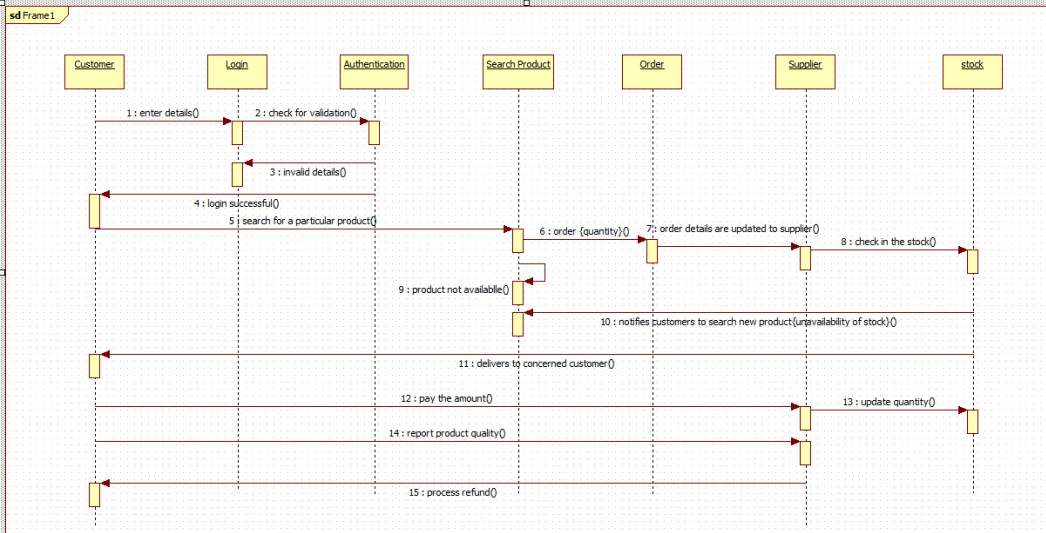 sd Frame1
Customer
Login
Authentication
Search Product
Order
Supplier
stock
1 : enter details()
2 : check for validation()
3 : invalid details()
4 : login successful()
5 : search for a particular product()
6 : order {quantity}()
7 : order details are updated to supplier()
8 : check in the stock()
9 : product not availablle()
10 : notifies customers to search new product{unavailability of stock}()
11 : delivers to concerned customer()
12 : pay the amount()
13 : update quantity()
14 : report product quality()
15 : process refund()